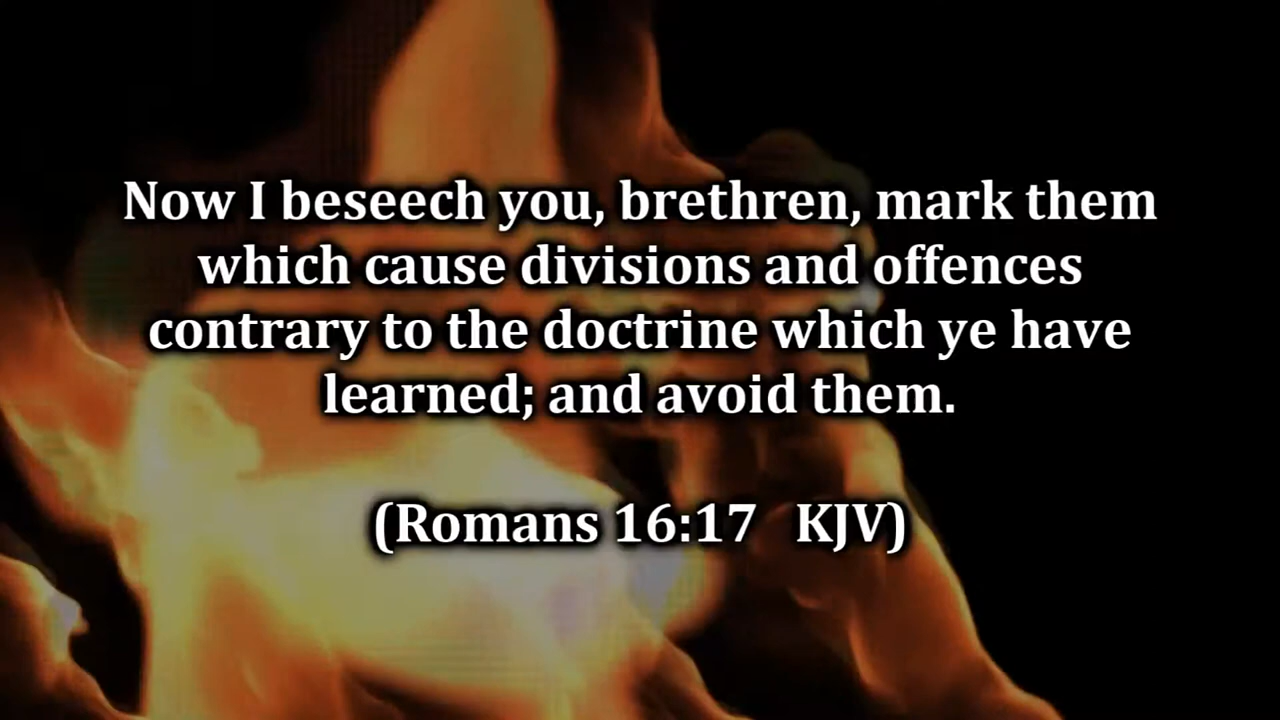 Now I beseech you, brethren, mark them
which cause divisions and offences
contrary to the doctrine which ye have
learned; and avoid them.
(Romans 16:17   KJV)